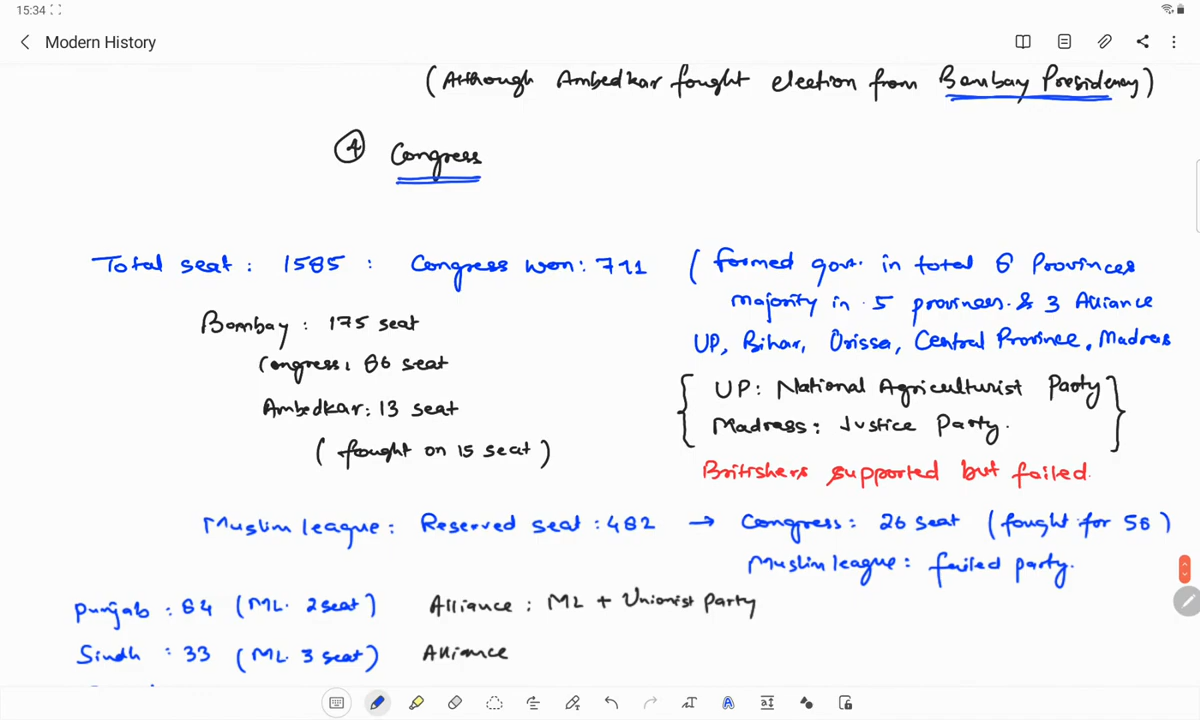 15:34
Modern History
(Although Ambedkar fought election from Bombay Presidency)
4 Congress
Total seat : 1585 : Congress won : 711 ( formed govt. in total 8 Provinces
majority in 5 provinces. & 3 Alliance
UP, Bihar, Orissa, Central Province, Madras
Bombay : 175 seat
Congress : 86 seat
Ambedkar : 13 seat
( fought on 15 seat )
UP : National Agriculturist Party
Madrass : Justice Party.
Britishers supported but failed.
Muslim league : Reserved seat : 482 → Congress : 26 seat ( fought for 58 )
Muslim league : failed party.
Punjab : 84 ( ML. 2 seat ) Alliance : ML + Unionist Party
Sindh : 33 ( ML. 3 seat ) Alliance